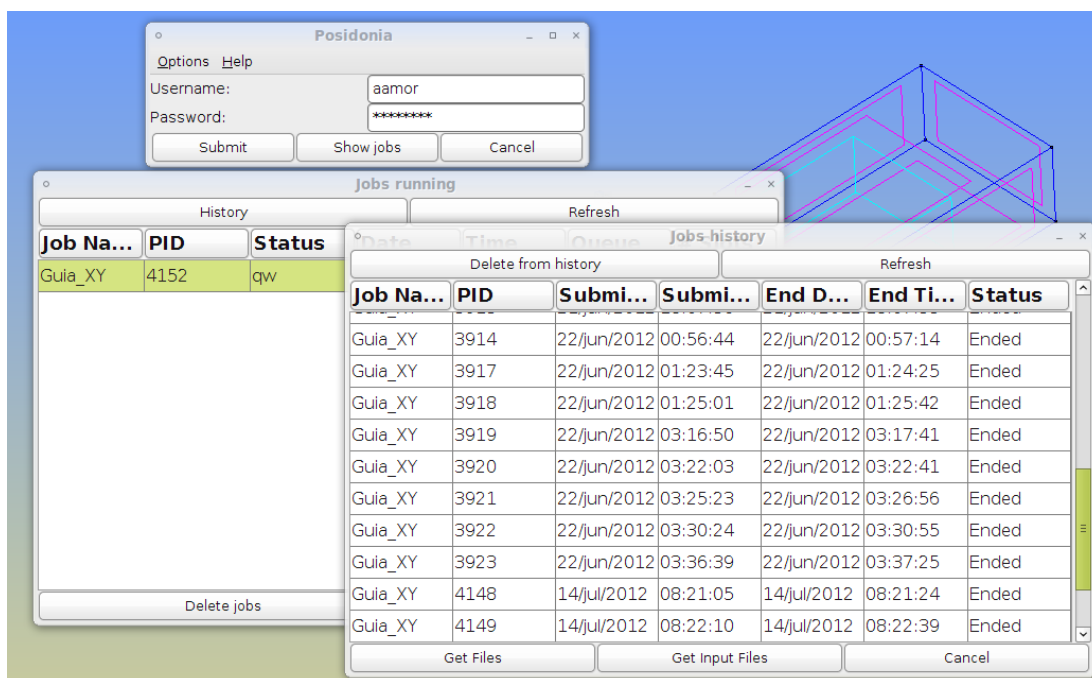 Posidonia
Options Help
Username: aamor
Password: ********
Submit Show jobs Cancel
Jobs running
History Refresh
Job Na... PID Status Date Time Queue
Guia_XY 4152 qw
Delete jobs
Jobs history
Delete from history Refresh
Job Na... PID Submi... Submi... End D... End Ti... Status
Guia_XY 3914 22/jun/2012 00:56:44 22/jun/2012 00:57:14 Ended
Guia_XY 3917 22/jun/2012 01:23:45 22/jun/2012 01:24:25 Ended
Guia_XY 3918 22/jun/2012 01:25:01 22/jun/2012 01:25:42 Ended
Guia_XY 3919 22/jun/2012 03:16:50 22/jun/2012 03:17:41 Ended
Guia_XY 3920 22/jun/2012 03:22:03 22/jun/2012 03:22:41 Ended
Guia_XY 3921 22/jun/2012 03:25:23 22/jun/2012 03:26:56 Ended
Guia_XY 3922 22/jun/2012 03:30:24 22/jun/2012 03:30:55 Ended
Guia_XY 3923 22/jun/2012 03:36:39 22/jun/2012 03:37:25 Ended
Guia_XY 4148 14/jul/2012 08:21:05 14/jul/2012 08:21:24 Ended
Guia_XY 4149 14/jul/2012 08:22:10 14/jul/2012 08:22:39 Ended
Get Files Get Input Files Cancel